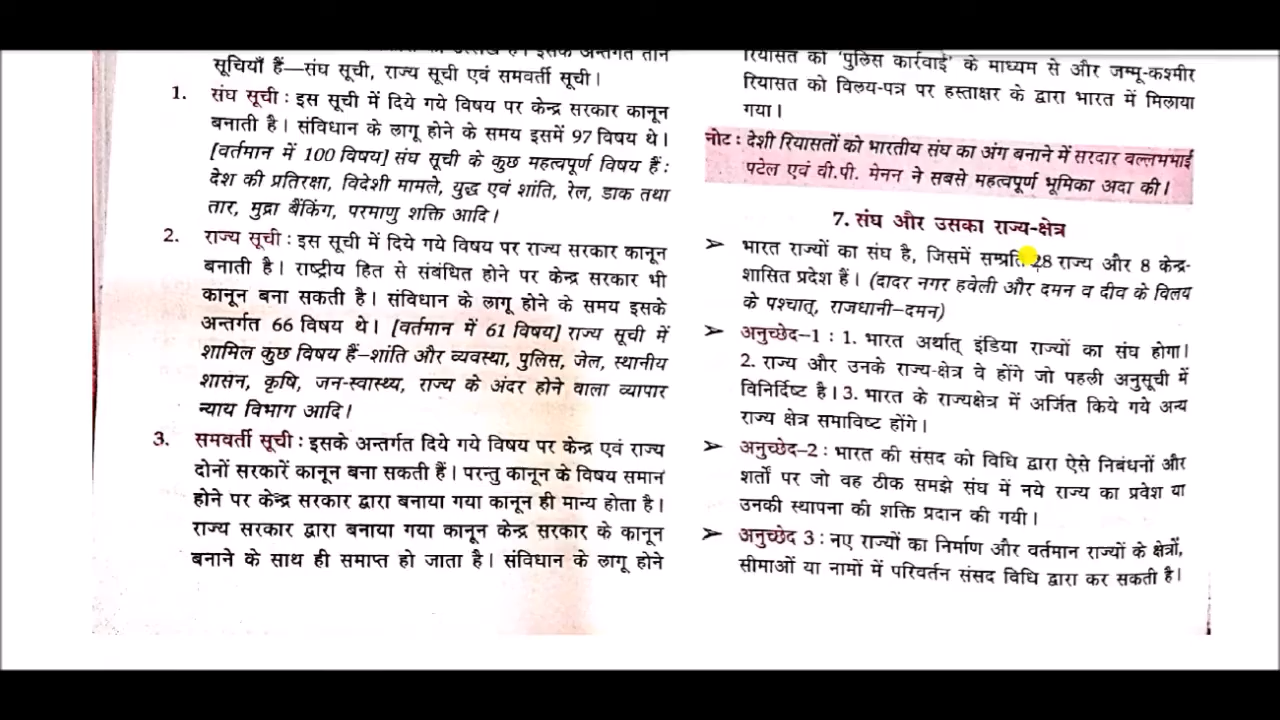 सूचियाँ हैं—संघ सूची, राज्य सूची एवं समवर्ती सूची।
1. संघ सूची : इस सूची में दिये गये विषय पर केन्द्र सरकार कानून
बनाती है। संविधान के लागू होने के समय इसमें 97 विषय थे।
[वर्तमान में 100 विषय] संघ सूची के कुछ महत्वपूर्ण विषय हैं :
देश की प्रतिरक्षा, विदेशी मामले, युद्ध एवं शांति, रेल, डाक तथा
तार, मुद्रा बैंकिंग, परमाणु शक्ति आदि।
2. राज्य सूची : इस सूची में दिये गये विषय पर राज्य सरकार कानून
बनाती है। राष्ट्रीय हित से संबंधित होने पर केन्द्र सरकार भी
कानून बना सकती है। संविधान के लागू होने के समय इसके
अन्तर्गत 66 विषय थे। [वर्तमान में 61 विषय] राज्य सूची में
शामिल कुछ विषय हैं–शांति और व्यवस्था, पुलिस, जेल, स्थानीय
शासन, कृषि, जन-स्वास्थ्य, राज्य के अंदर होने वाला व्यापार
न्याय विभाग आदि।
3. समवर्ती सूची : इसके अन्तर्गत दिये गये विषय पर केन्द्र एवं राज्य
दोनों सरकारें कानून बना सकती हैं। परन्तु कानून के विषय समान
होने पर केन्द्र सरकार द्वारा बनाया गया कानून ही मान्य होता है।
राज्य सरकार द्वारा बनाया गया कानून केन्द्र सरकार के कानून
बनाने के साथ ही समाप्त हो जाता है। संविधान के लागू होने
रियासत को 'पुलिस कार्रवाई' के माध्यम से और जम्मू-कश्मीर
रियासत को विलय-पत्र पर हस्ताक्षर के द्वारा भारत में मिलाया
गया।
नोट : देशी रियासतों को भारतीय संघ का अंग बनाने में सरदार वल्लभभाई
पटेल एवं वी.पी. मेनन ने सबसे महत्वपूर्ण भूमिका अदा की।
7. संघ और उसका राज्य-क्षेत्र
➢ भारत राज्यों का संघ है, जिसमें सम्प्रति 28 राज्य और 8 केन्द्र-
शासित प्रदेश हैं। (दादर नगर हवेली और दमन व दीव के विलय
के पश्चात्, राजधानी–दमन)
➢ अनुच्छेद–1 : 1. भारत अर्थात् इंडिया राज्यों का संघ होगा।
2. राज्य और उनके राज्य-क्षेत्र वे होंगे जो पहली अनुसूची में
विनिर्दिष्ट है। 3. भारत के राज्यक्षेत्र में अर्जित किये गये अन्य
राज्य क्षेत्र समाविष्ट होंगे।
➢ अनुच्छेद–2 : भारत की संसद को विधि द्वारा ऐसे निबंधनों और
शर्तों पर जो वह ठीक समझे संघ में नये राज्य का प्रवेश या
उनकी स्थापना की शक्ति प्रदान की गयी।
➢ अनुच्छेद 3 : नए राज्यों का निर्माण और वर्तमान राज्यों के क्षेत्रों,
सीमाओं या नामों में परिवर्तन संसद विधि द्वारा कर सकती है।